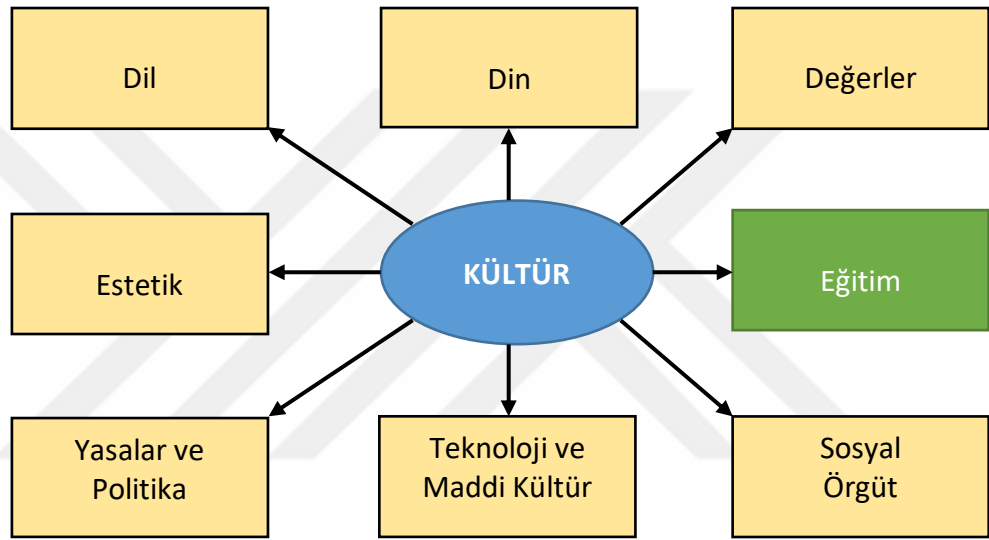 Dil
Din
Değerler
Estetik
KÜLTÜR
Eğitim
Yasalar ve
Politika
Teknoloji ve
Maddi Kültür
Sosyal
Örgüt